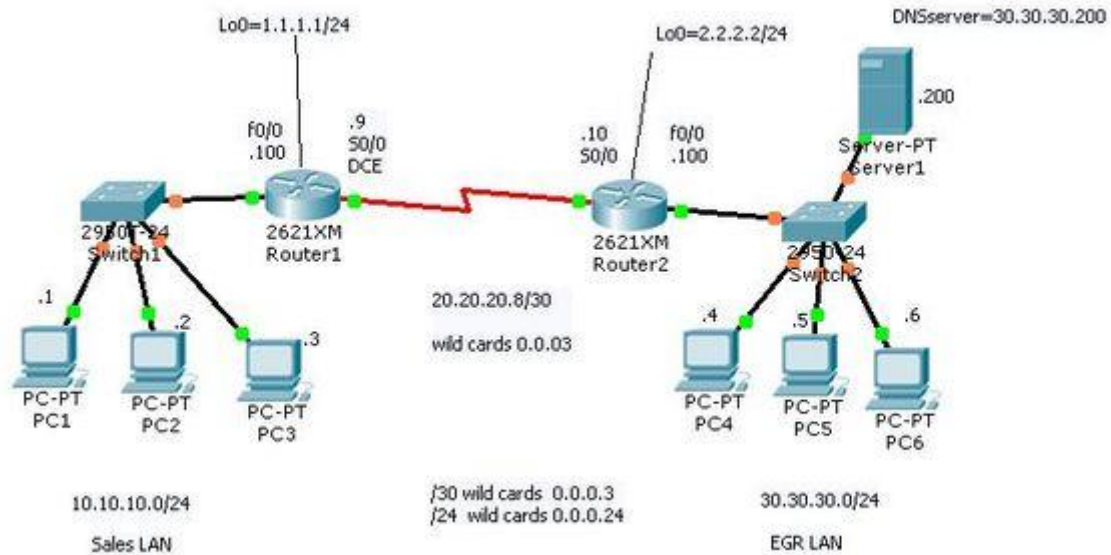 DNSserver=30.30.30.200
Lo0=1.1.1.1/24
Lo0=2.2.2.2/24
f0/0
.100
.9
S0/0
DCE
.10
S0/0
f0/0
.100
.200
Server-PT
Server1
2950T-24
Switch1
2621XM
Router1
2621XM
Router2
2950-24
Switch2
.1
.2
.3
20.20.20.8/30
wild cards 0.0.03
.4
.5
.6
PC-PT
PC1
PC-PT
PC2
PC-PT
PC3
PC-PT
PC4
PC-PT
PC5
PC-PT
PC6
10.10.10.0/24
Sales LAN
/30 wild cards 0.0.0.3
/24 wild cards 0.0.0.24
30.30.30.0/24
EGR LAN